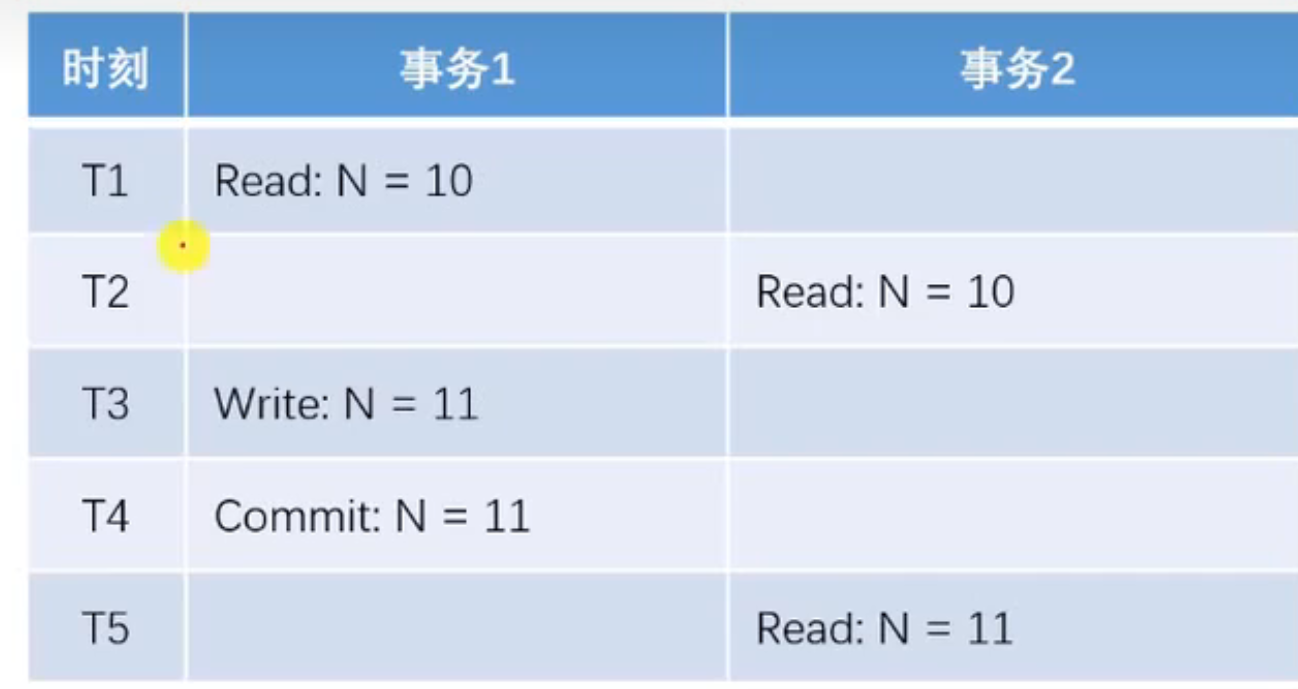 时刻 事务1 事务2
T1 Read: N = 10
T2 Read: N = 10
T3 Write: N = 11
T4 Commit: N = 11
T5 Read: N = 11